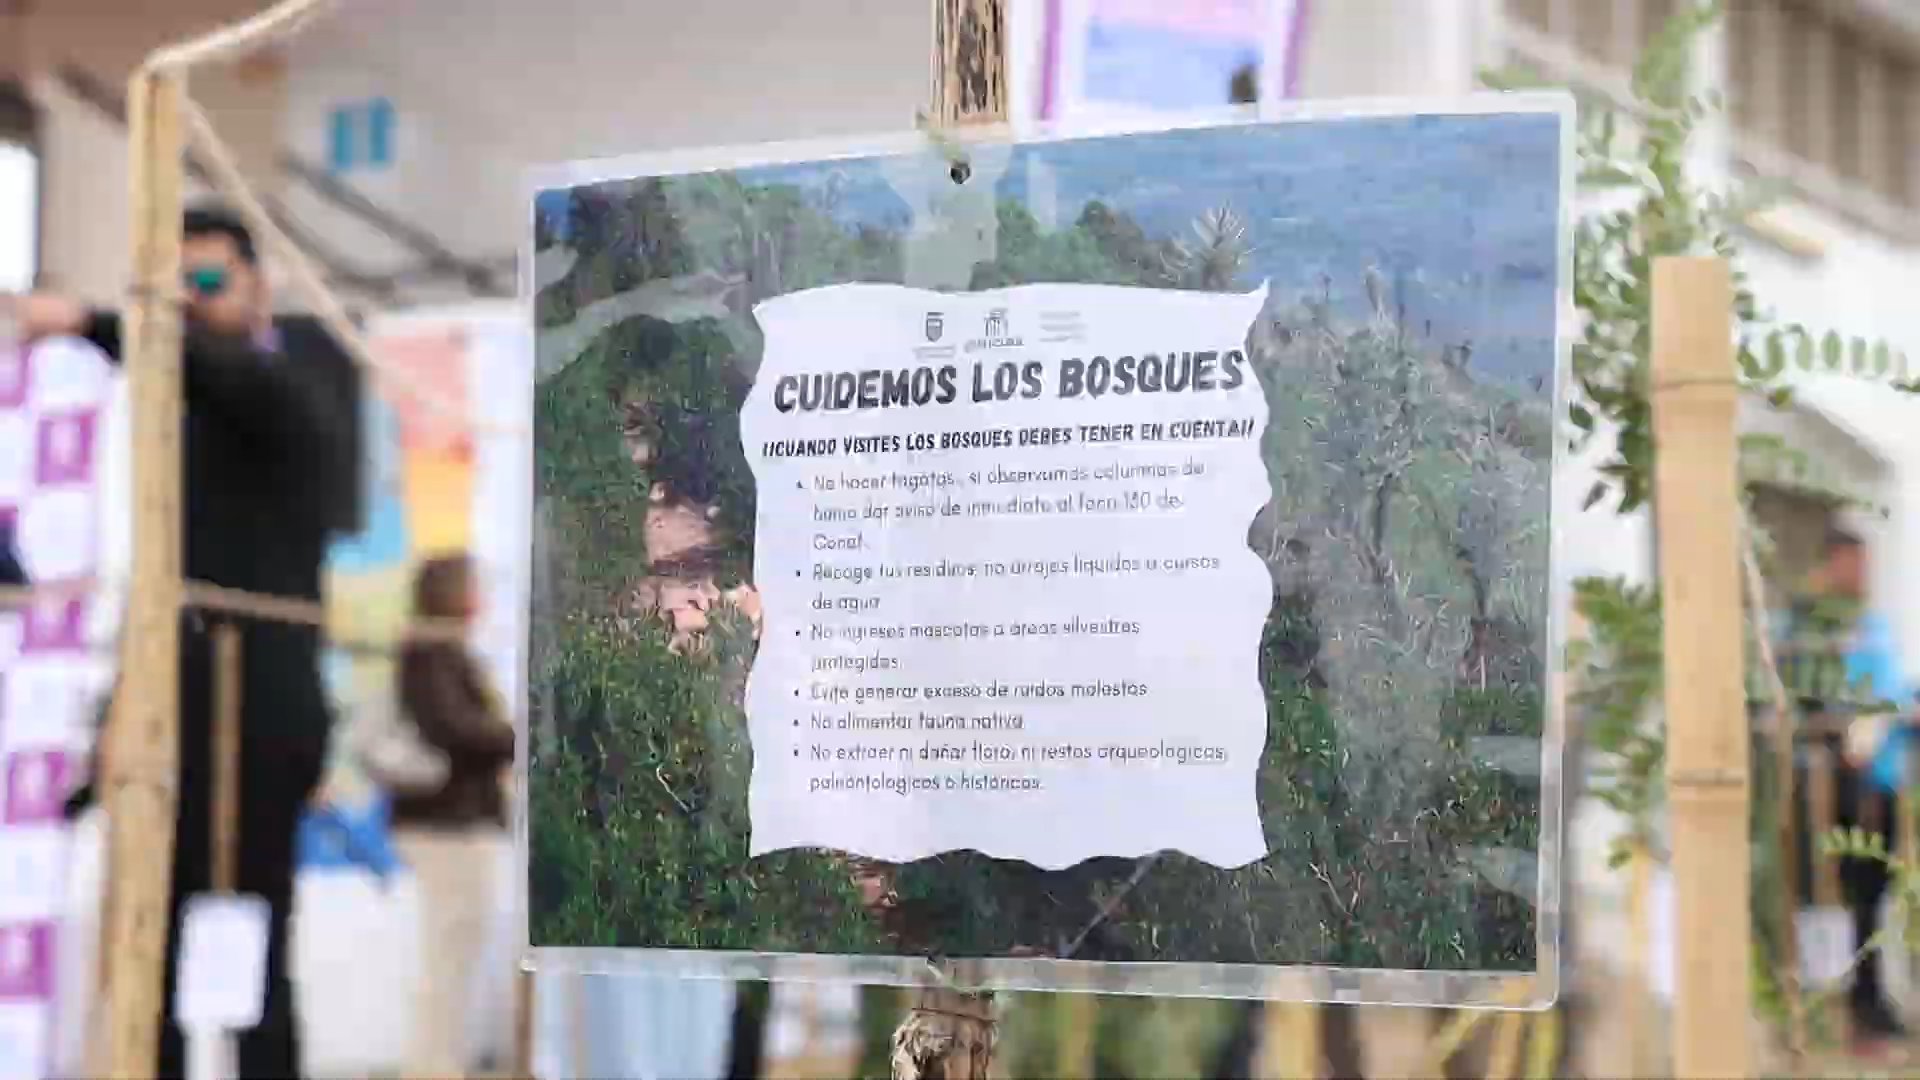 CUIDEMOS LOS BOSQUES
¡¡CUANDO VISITES LOS BOSQUES DEBES TENER EN CUENTA!!
• No hacer fogatas, si observamos columnas de
humo dar aviso de inmediato al fono 130 de
Conaf.
• Recoge tus residuos, no arrojes líquidos a cursos
de agua
• No ingreses mascotas a áreas silvestres
protegidas
• Evita generar exceso de ruidos molestos
• No alimentar fauna nativa
• No extraer ni dañar flora, ni restos arqueológicos,
paleontológicos o históricos.